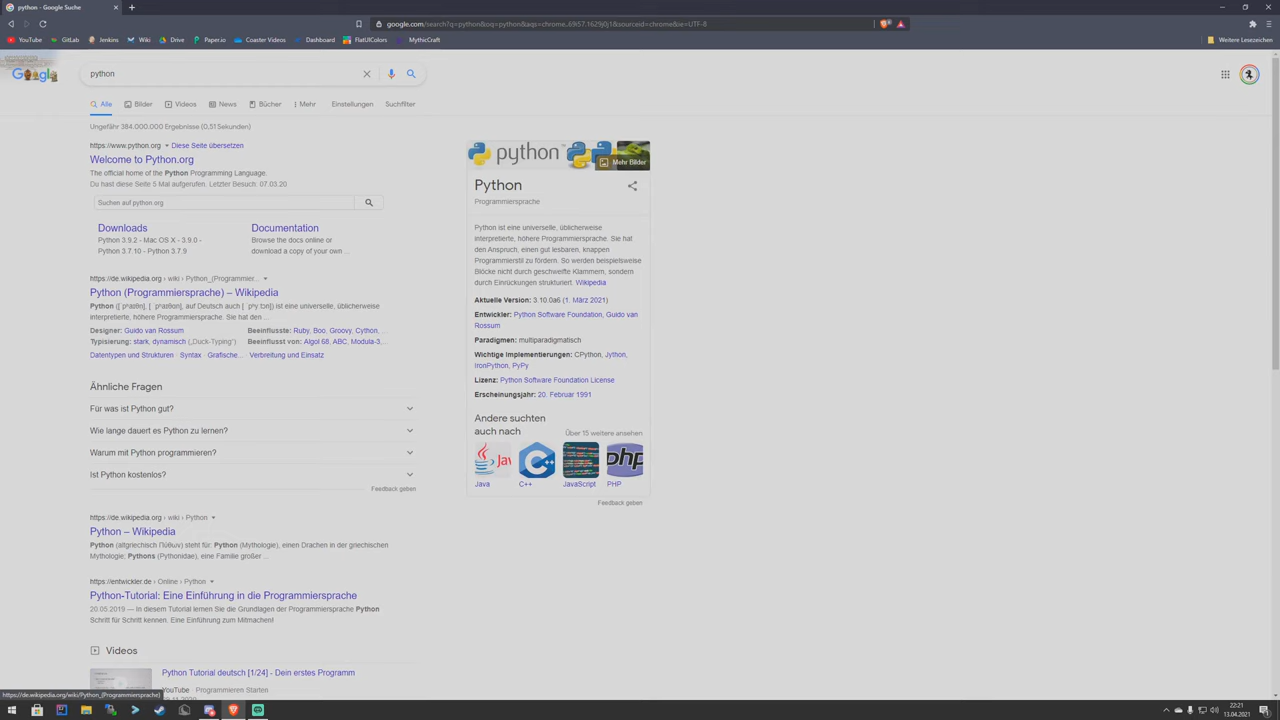 python - Google Suche
google.com/search?q=python&oq=python&aqs=chrome..69i57.1629j0j1&sourceid=chrome&ie=UTF-8
YouTube
GitLab
Jenkins
Wiki
Drive
Paper.io
Coaster Videos
Dashboard
FlatUIColors
MythicCraft
Weitere Lesezeichen
Google
python
Alle
Bilder
Videos
News
Bücher
Mehr
Einstellungen
Suchfilter
Ungefähr 384.000.000 Ergebnisse (0,51 Sekunden)
https://www.python.org Diese Seite übersetzen
Welcome to Python.org
The official home of the Python Programming Language.
Du hast diese Seite 5 Mal aufgerufen. Letzter Besuch: 07.03.20
Suchen auf python.org
Downloads
Python 3.9.2 - Mac OS X - 3.9.0 -
Python 3.7.10 - Python 3.7.9
Documentation
Browse the docs online or
download a copy of your own ...
https://de.wikipedia.org › wiki › Python_(Programmier...
Python (Programmiersprache) – Wikipedia
Python ([ˈpʰaɪθn̩], [ˈpʰaɪθɑn], auf Deutsch auch [ˈpʰyːtɔn]) ist eine universelle, üblicherweise
interpretierte, höhere Programmiersprache. Sie hat den ...
Designer: Guido van Rossum
Beeinflusste: Ruby, Boo, Groovy, Cython, ...
Typisierung: stark, dynamisch („Duck-Typing“)
Beeinflusst von: Algol 68, ABC, Modula-3,...
Datentypen und Strukturen · Syntax · Grafische... · Verbreitung und Einsatz
Ähnliche Fragen
Für was ist Python gut?
Wie lange dauert es Python zu lernen?
Warum mit Python programmieren?
Ist Python kostenlos?
Feedback geben
https://de.wikipedia.org › wiki › Python
Python – Wikipedia
Python (altgriechisch Πύθων) steht für: Python (Mythologie), einen Drachen in der griechischen
Mythologie; Pythons (Pythonidae), eine Familie großer ...
https://entwickler.de › Online › Python
Python-Tutorial: Eine Einführung in die Programmiersprache
20.05.2019 — In diesem Tutorial lernen Sie die Grundlagen der Programmiersprache Python
Schritt für Schritt kennen. Eine Einführung zum Mitmachen!
Videos
Python Tutorial deutsch [1/24] - Dein erstes Programm
YouTube · Programmieren Starten
python
Mehr Bilder
Python
Programmiersprache
Python ist eine universelle, üblicherweise
interpretierte, höhere Programmiersprache. Sie hat
den Anspruch, einen gut lesbaren, knappen
Programmierstil zu fördern. So werden beispielsweise
Blöcke nicht durch geschweifte Klammern, sondern
durch Einrückungen strukturiert. Wikipedia
Aktuelle Version: 3.10.0a6 (1. März 2021)
Entwickler: Python Software Foundation, Guido van
Rossum
Paradigmen: multiparadigmatisch
Wichtige Implementierungen: CPython, Jython,
IronPython, PyPy
Lizenz: Python Software Foundation License
Erscheinungsjahr: 20. Februar 1991
Andere suchten
auch nach
Über 15 weitere ansehen
Java
C++
php
Java
C++
JavaScript
PHP
Feedback geben
https://de.wikipedia.org/wiki/Python_(Programmiersprache)
22:21
13.04.2021